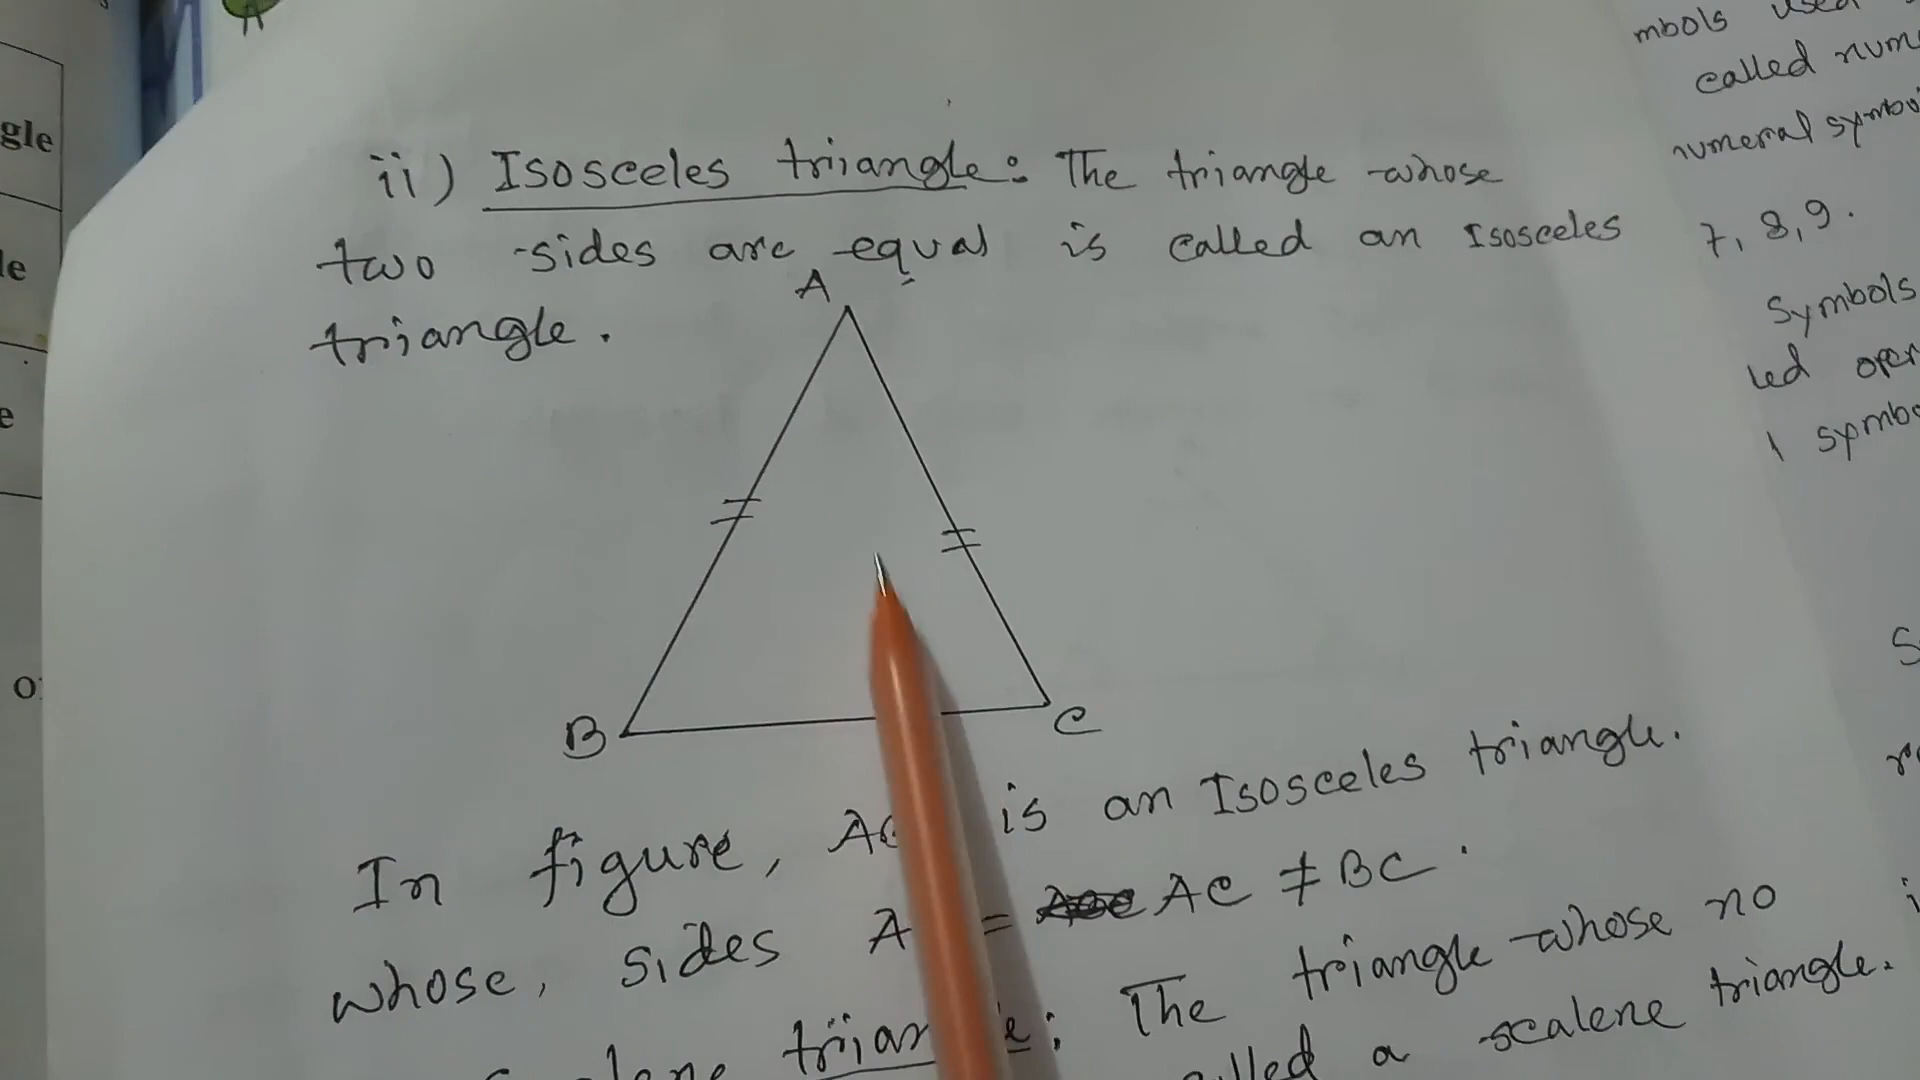 gle
le
e
ii) Isosceles triangle: The triangle whose
two sides are equal is called an Isosceles
triangle.
A
B
C
In figure, is an Isosceles triangle.
whose, sides A = AC ≠ BC.
The triangle whose no
called a scalene triangle.
mbols used
called num
numeral symbo
7, 8, 9.
Symbols
led oper
symbo